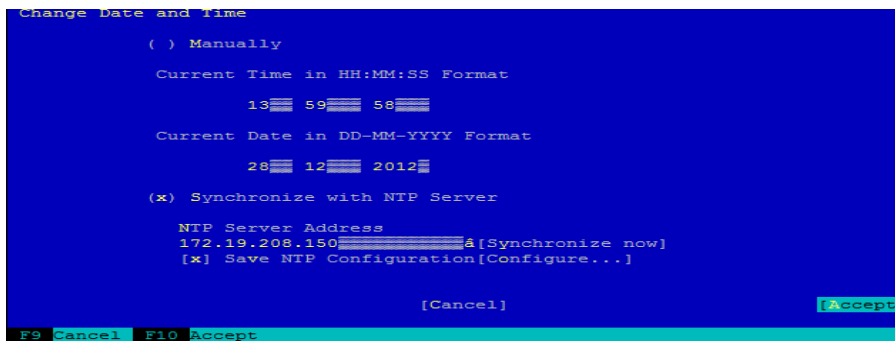 Change Date and Time
( ) Manually
Current Time in HH:MM:SS Format
13▒▒ 59▒▒▒ 58▒▒▒
Current Date in DD-MM-YYYY Format
28▒▒ 12▒▒▒ 2012▒
(x) Synchronize with NTP Server
NTP Server Address
172.19.208.150▒▒▒▒▒▒▒▒▒▒▒â[Synchronize now]
[x] Save NTP Configuration[Configure...]
[Cancel] [Accept
F9 Cancel F10 Accept